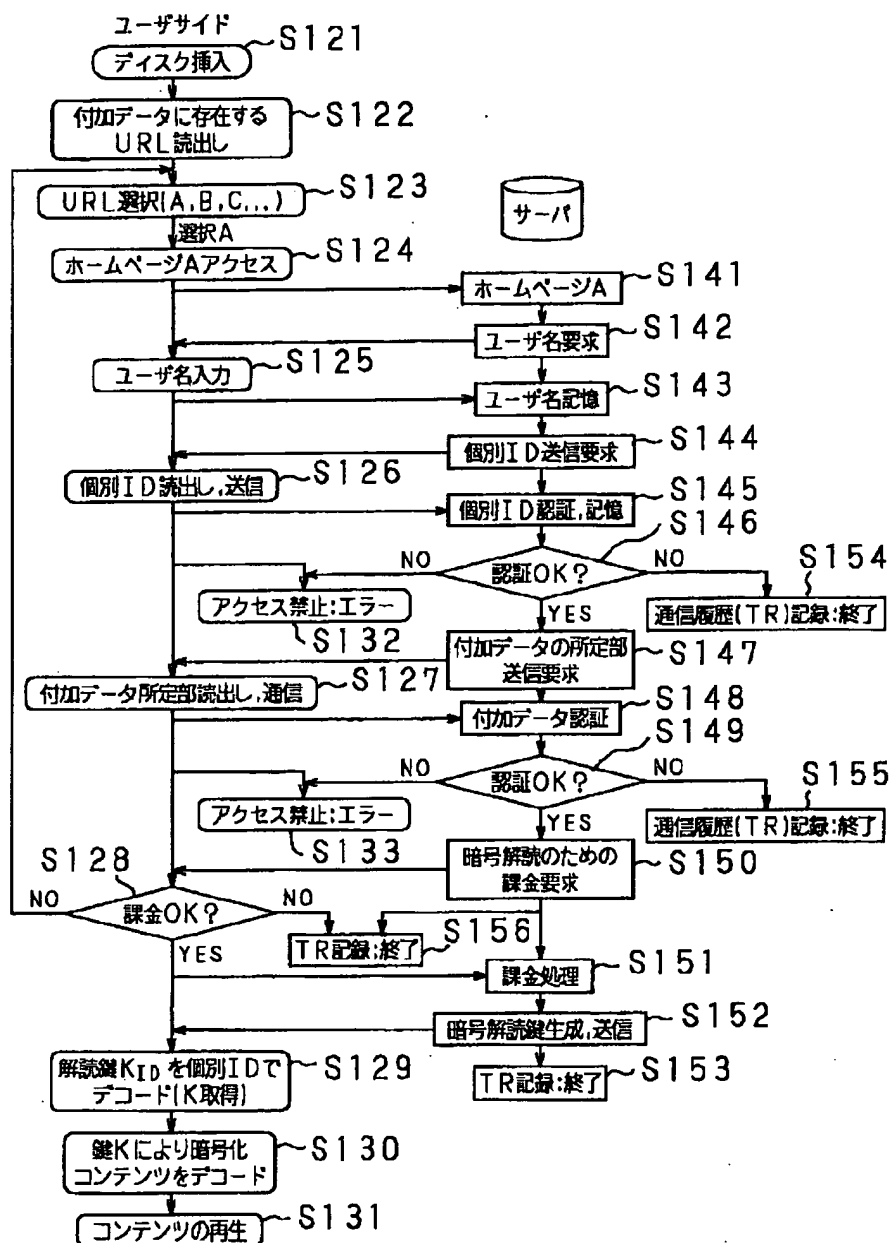 ユーザサイド
ディスク挿入
S121
付加データに存在する
URL読出し
S122
URL選択(A,B,C...)
S123
サーバ
選択A
ホームページAアクセス
S124
ホームページA
S141
ユーザ名要求
S142
ユーザ名入力
S125
ユーザ名記憶
S143
個別ID送信要求
S144
個別ID読出し,送信
S126
個別ID認証,記憶
S145
認証OK?
S146
NO
NO
YES
アクセス禁止:エラー
S132
通信履歴(TR)記録:終了
S154
付加データの所定部
送信要求
S147
付加データ所定部読出し,通信
S127
付加データ認証
S148
認証OK?
S149
NO
NO
YES
アクセス禁止:エラー
S133
通信履歴(TR)記録:終了
S155
暗号解読のための
課金要求
S150
S128
課金OK?
NO
NO
YES
TR記録:終了
S156
課金処理
S151
暗号解読鍵生成,送信
S152
TR記録:終了
S153
解読鍵KIDを個別IDで
デコード(K取得)
S129
鍵Kにより暗号化
コンテンツをデコード
S130
コンテンツの再生
S131